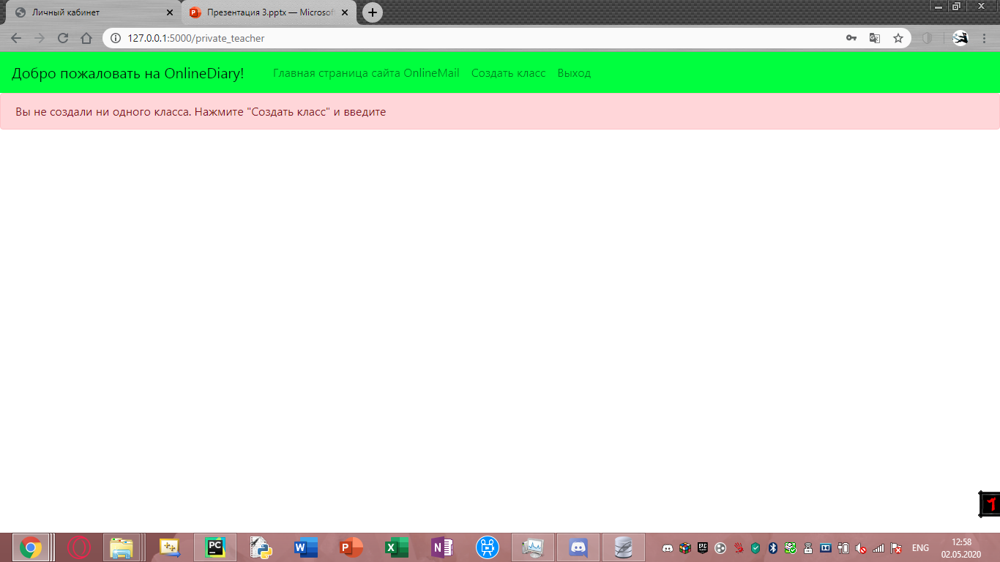 Личный кабинет
Презентация 3.pptx — Microsof
127.0.0.1:5000/private_teacher
Добро пожаловать на OnlineDiary! Главная страница сайта OnlineMail Создать класс Выход
Вы не создали ни одного класса. Нажмите "Создать класс" и введите
ENG
12:58
02.05.2020